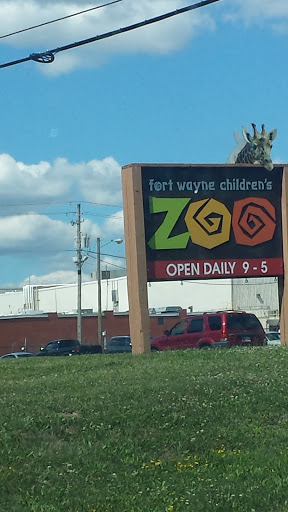 fort wayne children's
ZOO
OPEN DAILY 9 - 5